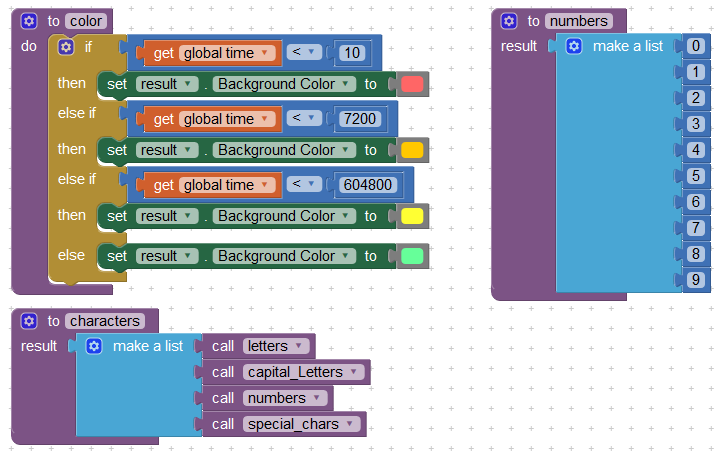 to color
do if get global time < 10
then set result . Background Color to
else if get global time < 7200
then set result . Background Color to
else if get global time < 604800
then set result . Background Color to
else set result . Background Color to
to numbers
result make a list 0
1
2
3
4
5
6
7
8
9
to characters
result make a list call letters
call capital_Letters
call numbers
call special_chars